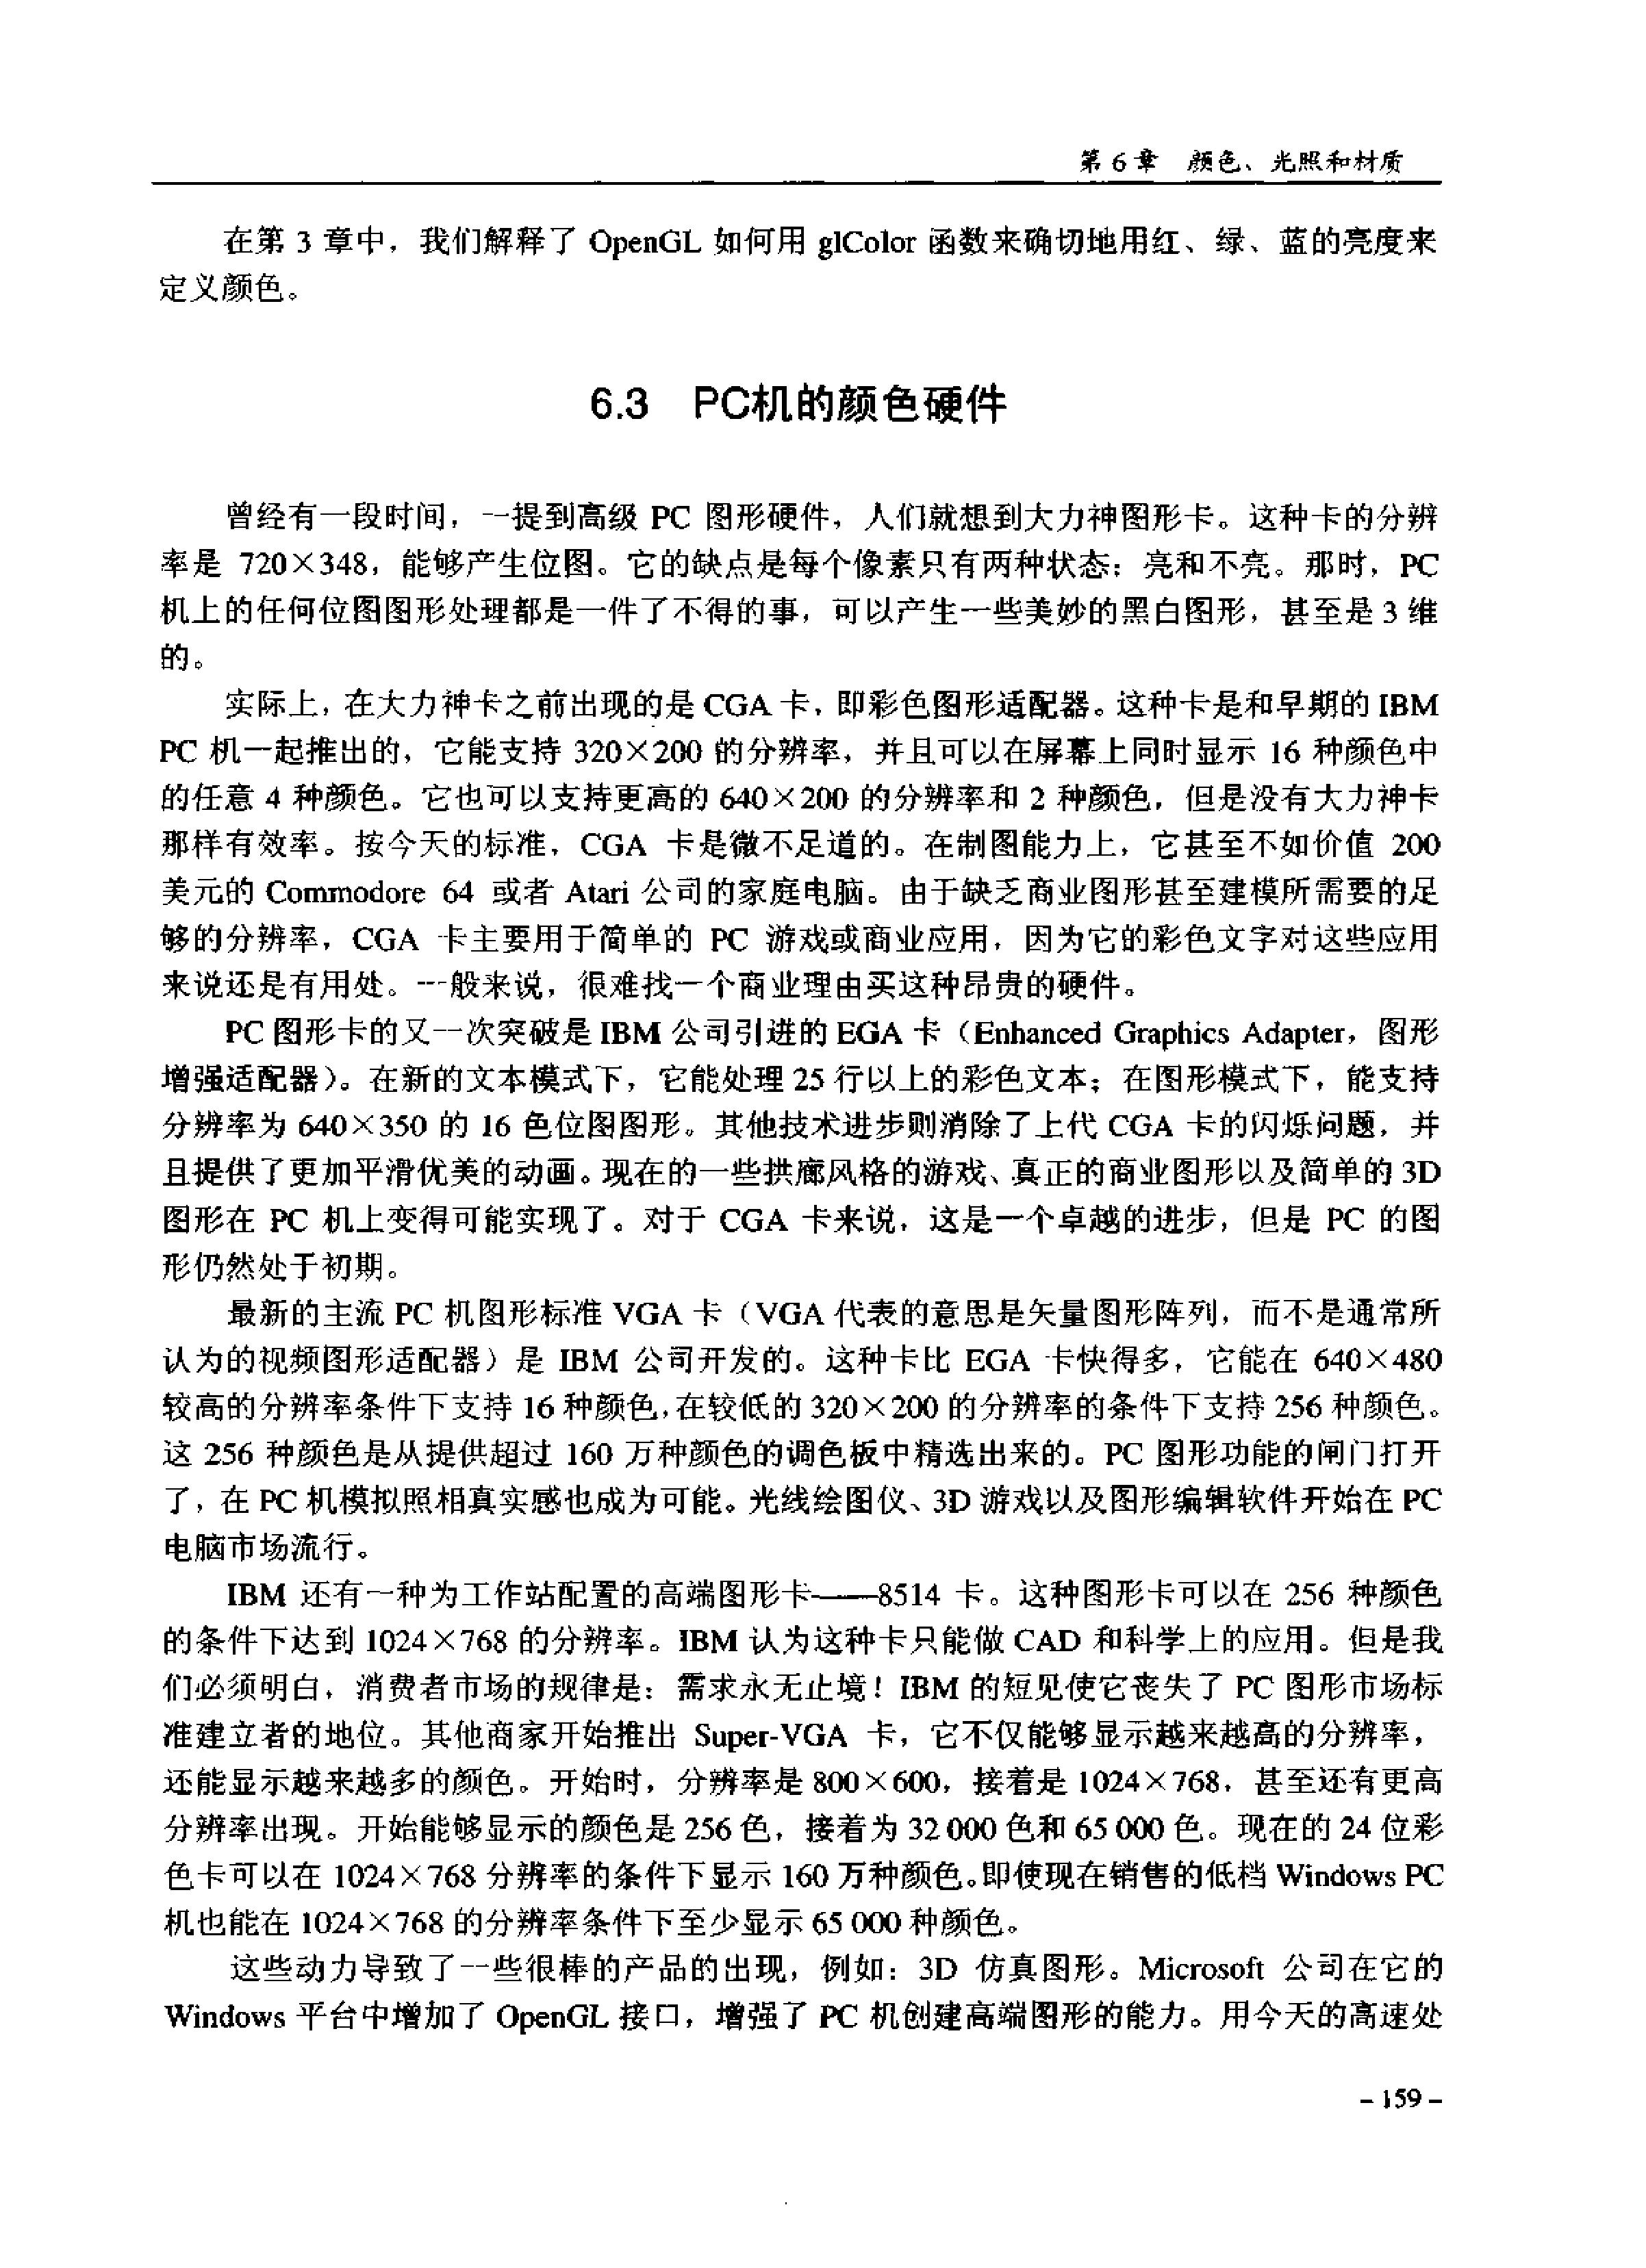 第6章 颜色、光照和材质
在第 3 章中，我们解释了 OpenGL 如何用 glColor 函数来确切地用红、绿、蓝的亮度来
定义颜色。
6.3 PC机的颜色硬件
曾经有一段时间，一提到高级 PC 图形硬件，人们就想到大力神图形卡。这种卡的分辨
率是 720×348，能够产生位图。它的缺点是每个像素只有两种状态：亮和不亮。那时，PC
机上的任何位图图形处理都是一件了不得的事，可以产生一些美妙的黑白图形，甚至是 3 维
的。
实际上，在大力神卡之前出现的是 CGA 卡，即彩色图形适配器。这种卡是和早期的 IBM
PC 机一起推出的，它能支持 320×200 的分辨率，并且可以在屏幕上同时显示 16 种颜色中
的任意 4 种颜色。它也可以支持更高的 640×200 的分辨率和 2 种颜色，但是没有大力神卡
那样有效率。按今天的标准，CGA 卡是微不足道的。在制图能力上，它甚至不如价值 200
美元的 Commodore 64 或者 Atari 公司的家庭电脑。由于缺乏商业图形甚至建模所需要的足
够的分辨率，CGA 卡主要用于简单的 PC 游戏或商业应用，因为它的彩色文字对这些应用
来说还是有用处。一般来说，很难找一个商业理由买这种昂贵的硬件。
PC 图形卡的又一次突破是 IBM 公司引进的 EGA 卡（Enhanced Graphics Adapter，图形
增强适配器）。在新的文本模式下，它能处理 25 行以上的彩色文本；在图形模式下，能支持
分辨率为 640×350 的 16 色位图图形。其他技术进步则消除了上代 CGA 卡的闪烁问题，并
且提供了更加平滑优美的动画。现在的一些拱廊风格的游戏、真正的商业图形以及简单的 3D
图形在 PC 机上变得可能实现了。对于 CGA 卡来说，这是一个卓越的进步，但是 PC 的图
形仍然处于初期。
最新的主流 PC 机图形标准 VGA 卡（VGA 代表的意思是矢量图形阵列，而不是通常所
认为的视频图形适配器）是 IBM 公司开发的。这种卡比 EGA 卡快得多，它能在 640×480
较高的分辨率条件下支持 16 种颜色，在较低的 320×200 的分辨率的条件下支持 256 种颜色。
这 256 种颜色是从提供超过 160 万种颜色的调色板中精选出来的。PC 图形功能的闸门打开
了，在 PC 机模拟照相真实感也成为可能。光线绘图仪、3D 游戏以及图形编辑软件开始在 PC
电脑市场流行。
IBM 还有一种为工作站配置的高端图形卡——8514 卡。这种图形卡可以在 256 种颜色
的条件下达到 1024×768 的分辨率。IBM 认为这种卡只能做 CAD 和科学上的应用。但是我
们必须明白，消费者市场的规律是：需求永无止境！IBM 的短见使它丧失了 PC 图形市场标
准建立者的地位。其他商家开始推出 Super-VGA 卡，它不仅能够显示越来越高的分辨率，
还能显示越来越多的颜色。开始时，分辨率是 800×600，接着是 1024×768，甚至还有更高
分辨率出现。开始能够显示的颜色是 256 色，接着为 32 000 色和 65 000 色。现在的 24 位彩
色卡可以在 1024×768 分辨率的条件下显示 160 万种颜色。即使现在销售的低档 Windows PC
机也能在 1024×768 的分辨率条件下至少显示 65 000 种颜色。
这些动力导致了一些很棒的产品的出现，例如：3D 仿真图形。Microsoft 公司在它的
Windows 平台中增加了 OpenGL 接口，增强了 PC 机创建高端图形的能力。用今天的高速处
- 159 -